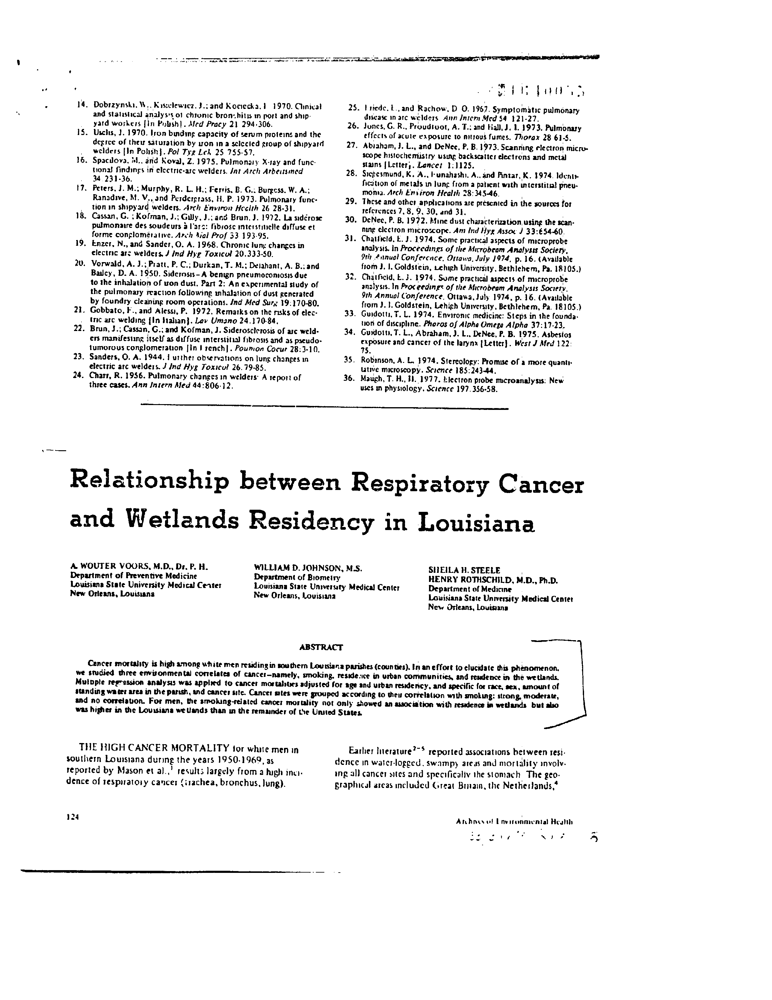 14. Dobrzynski, W.; Kiscelewicz, J.; and Konecka, I. 1970. Clinical
and statistical analysis of chronic bronchitis in port and ship-
yard workers [In Polish]. Med Pracy 21 294-306.
15. Uselis, J. 1970. Iron binding capacity of serum proteins and the
degree of their saturation by iron in a selected group of shipyard
welders [In Polish]. Pol Tyg Lek 25 755-57.
16. Spacilova, M., and Koval, Z. 1975. Pulmonary X-ray and func-
tional findings in electric-arc welders. Int Arch Arbeitsmed
34 231-36.
17. Peters, J. M.; Murphy, R. L. H.; Ferris, B. G.; Burgess, W. A.;
Ranadive, M. V., and Perdergrass, H. P. 1973. Pulmonary func-
tion in shipyard welders. Arch Environ Health 26 28-31.
18. Cassan, G.; Kofman, J.; Gilly, J.; and Brun, J. 1972. La sidérose
pulmonaire des soudeurs à l'arc: fibrose interstitielle diffuse et
forme conglomérative. Arch Mal Prof 33 193-95.
19. Enzer, N., and Sander, O. A. 1968. Chronic lung changes in
electric arc welders. J Ind Hyg Toxicol 20.333-50.
20. Vorwald, A. J.; Pratt, P. C.; Durkan, T. M.; Delahant, A. B.; and
Bailey, D. A. 1950. Siderosis–A benign pneumoconiosis due
to the inhalation of iron dust. Part 2: An experimental study of
the pulmonary reaction following inhalation of dust generated
by foundry cleaning room operations. Ind Med Surg 19:170-80.
21. Gobbato, F., and Alessi, P. 1972. Remarks on the risks of elec-
tric arc welding [In Italian]. Lav Umano 24.170-84.
22. Brun, J.; Cassan, G.; and Kofman, J. Siderosclerosis of arc weld-
ers manifesting itself as diffuse interstitial fibrosis and as pseudo-
tumorous conglomeration [In French]. Poumon Coeur 28:3-10.
23. Sanders, O. A. 1944. Further observations on lung changes in
electric arc welders. J Ind Hyg Toxicol 26.79-85.
24. Charr, R. 1956. Pulmonary changes in welders: A report of
three cases. Ann Intern Med 44:806-12.
25. Friede, E., and Rachow, D. O. 1967. Symptomatic pulmonary
disease in arc welders. Ann Intern Med 54 121-27.
26. Jones, G. R., Proudfoot, A. T.; and Hall, J. I. 1973. Pulmonary
effects of acute exposure to nitrous fumes. Thorax 28 61-5.
27. Abraham, J. L., and DeNee, P. B. 1973. Scanning electron micro-
scope histochemistry using backscatter electrons and metal
stains [Letter]. Lancet 1:1125.
28. Siegesmund, K. A., Funahashi, A., and Pintar, K. 1974. Identi-
fication of metals in lung from a patient with interstitial pneu-
monia. Arch Environ Health 28:345-46.
29. These and other applications are presented in the sources for
references 7, 8, 9, 30, and 31.
30. DeNee, P. B. 1972. Mine dust characterization using the scan-
ning electron microscope. Am Ind Hyg Assoc J 33:654-60
31. Chatfield, E. J. 1974. Some practical aspects of microprobe
analysis. In Proceedings of the Microbeam Analysis Society,
9th Annual Conference, Ottawa, July 1974, p. 16. (Available
from J. I. Goldstein, Lehigh University, Bethlehem, Pa. 18105.)
32. Chatfield, E. J. 1974. Some practical aspects of microprobe
analysis. In Proceedings of the Microbeam Analysis Society,
9th Annual Conference, Ottawa, July 1974, p. 16. (Available
from J. I. Goldstein, Lehigh University, Bethlehem, Pa. 18105.)
33. Guidotti, T. L. 1974. Environic medicine: Steps in the founda-
tion of discipline. Pharos of Alpha Omega Alpha 37:17-23.
34. Guidotti, T. L., Abraham, J. L., DeNee, P. B. 1975. Asbestos
exposure and cancer of the larynx [Letter]. West J Med 122
75.
35. Robinson, A. L. 1974, Stereology: Promise of a more quanti-
tative microscopy. Science 185:243-44.
36. Maugh, T. H., II. 1977. Electron probe microanalysis: New
uses in physiology. Science 197.356-58.
Relationship between Respiratory Cancer
and Wetlands Residency in Louisiana
A. WOUTER VOORS, M.D., Dr. P. H.
Department of Preventive Medicine
Louisiana State University Medical Center
New Orleans, Louisiana
WILLIAM D. JOHNSON, M.S.
Department of Biometry
Louisiana State University Medical Center
New Orleans, Louisiana
SHEILA H. STEELE
HENRY ROTHSCHILD, M.D., Ph.D.
Department of Medicine
Louisiana State University Medical Center
New Orleans, Louisiana
ABSTRACT
Cancer mortality is high among white men residing in southern Louisiana parishes (counties). In an effort to elucidate this phenomenon,
we studied three environmental correlates of cancer–namely, smoking, residence in urban communities, and residence in the wetlands.
Multiple regression analysis was applied to cancer mortalities adjusted for age and urban residency, and specific for race, sex, amount of
standing water area in the parish, and cancer site. Cancer sites were grouped according to their correlation with smoking: strong, moderate,
and no correlation. For men, the smoking-related cancer mortality not only showed an association with residence in wetlands but also
was higher in the Louisiana wetlands than in the remainder of the United States.
THE HIGH CANCER MORTALITY for white men in
southern Louisiana during the years 1950-1969, as
reported by Mason et al.,1 results largely from a high inci-
dence of respiratory cancer (trachea, bronchus, lung).
Earlier literature2-5 reported associations between resi-
dence in water-logged, swampy areas and mortality involv-
ing all cancer sites and specifically the stomach. The geo-
graphical areas included Great Britain, the Netherlands,4
124
Archives of Environmental Health